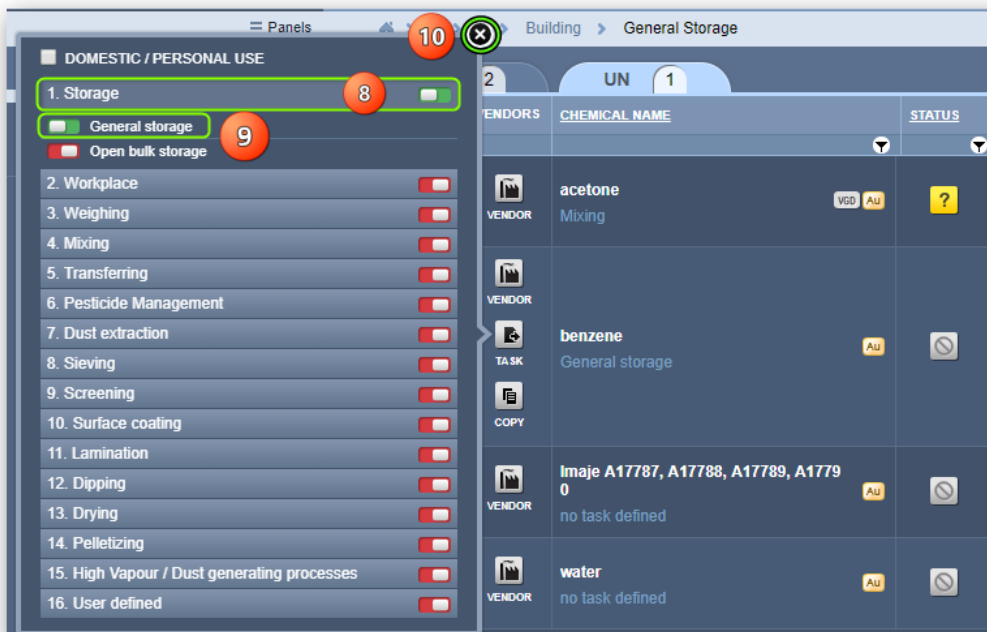 Panels
Building > General Storage
10
DOMESTIC / PERSONAL USE
1. Storage
8
General storage
9
Open bulk storage
2. Workplace
3. Weighing
4. Mixing
5. Transferring
6. Pesticide Management
7. Dust extraction
8. Sieving
9. Screening
10. Surface coating
11. Lamination
12. Dipping
13. Drying
14. Pelletizing
15. High Vapour / Dust generating processes
16. User defined
2
UN 1
VENDORS CHEMICAL NAME STATUS
VENDOR
acetone
Mixing
VGD Au
?
VENDOR
TASK
COPY
benzene
General storage
Au
VENDOR
Imaje A17787, A17788, A17789, A1779
0
no task defined
Au
VENDOR
water
no task defined
Au